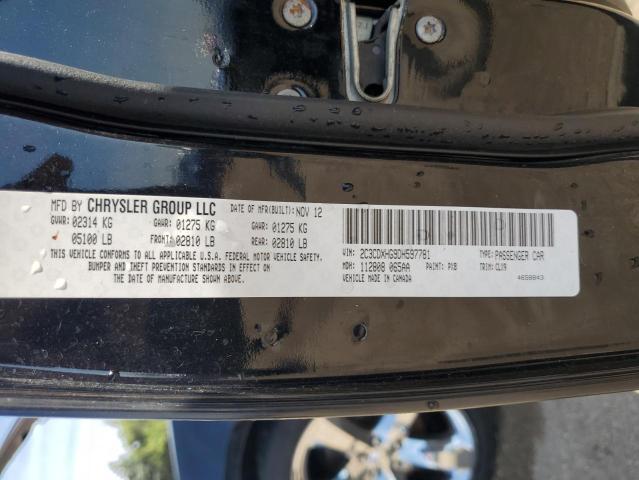 MFD BY CHRYSLER GROUP LLC DATE OF MFR(BUILT): NOV 12
GVWR: 02314 KG GAWR: 01275 KG GAWR: 01275 KG
05100 LB FRONT: 02810 LB REAR: 02810 LB
THIS VEHICLE CONFORMS TO ALL APPLICABLE U.S.A. FEDERAL MOTOR VEHICLE SAFETY,
BUMPER AND THEFT PREVENTION STANDARDS IN EFFECT ON
THE DATE OF MANUFACTURE SHOWN ABOVE.
VIN: 2C3CDXHG9DH597781 TYPE: PASSENGER CAR
MDH: 112808 065AA PAINT: PX8 TRIM: CLX9
VEHICLE MADE IN CANADA 4658843